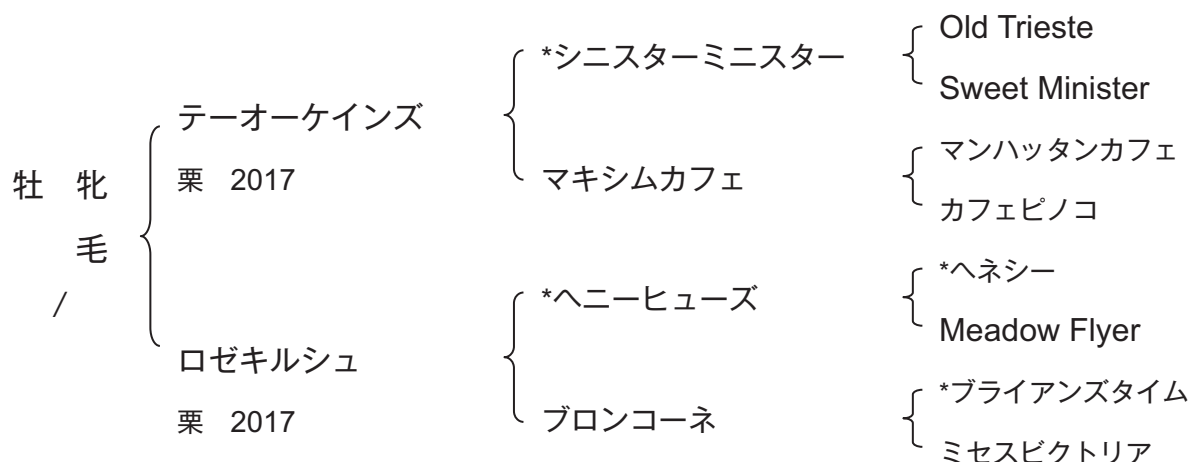 牡 牝
毛
/
テーオーケインズ
栗 2017
ロゼキルシュ
栗 2017
*シニスターミニスター
マキシムカフェ
*ヘニーヒューズ
ブロンコーネ
Old Trieste
Sweet Minister
マンハッタンカフェ
カフェピノコ
*ヘネシー
Meadow Flyer
*ブライアンズタイム
ミセスビクトリア